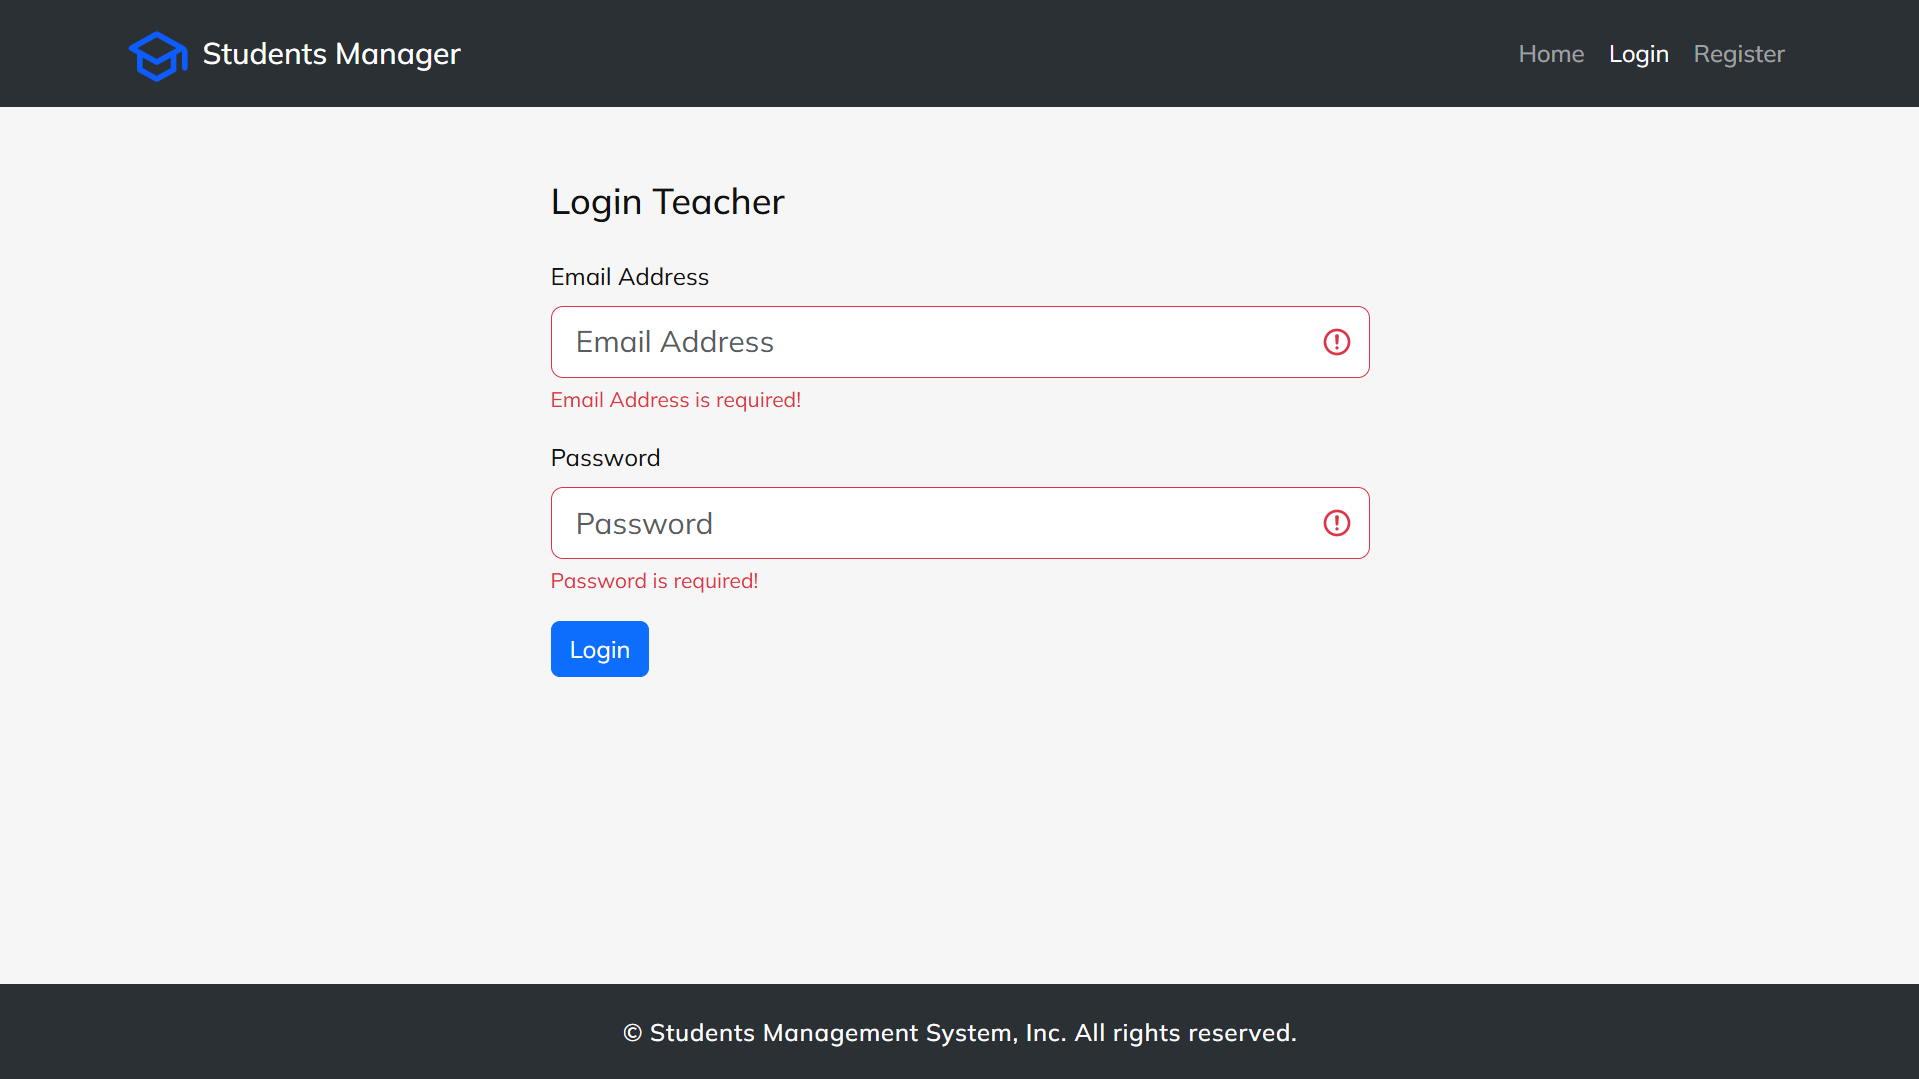 Students Manager
Home Login Register
Login Teacher
Email Address
Email Address
Email Address is required!
Password
Password
Password is required!
Login
© Students Management System, Inc. All rights reserved.